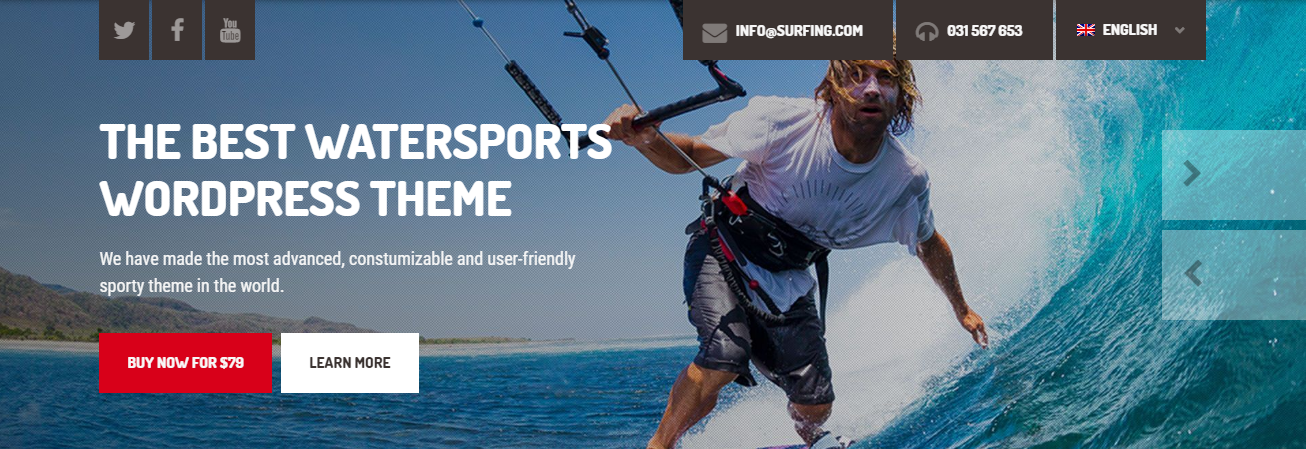 You
Tube
INFO@SURFING.COM
031 567 653
ENGLISH
THE BEST WATERSPORTS
WORDPRESS THEME
We have made the most advanced, constumizable and user-friendly
sporty theme in the world.
BUY NOW FOR $79
LEARN MORE